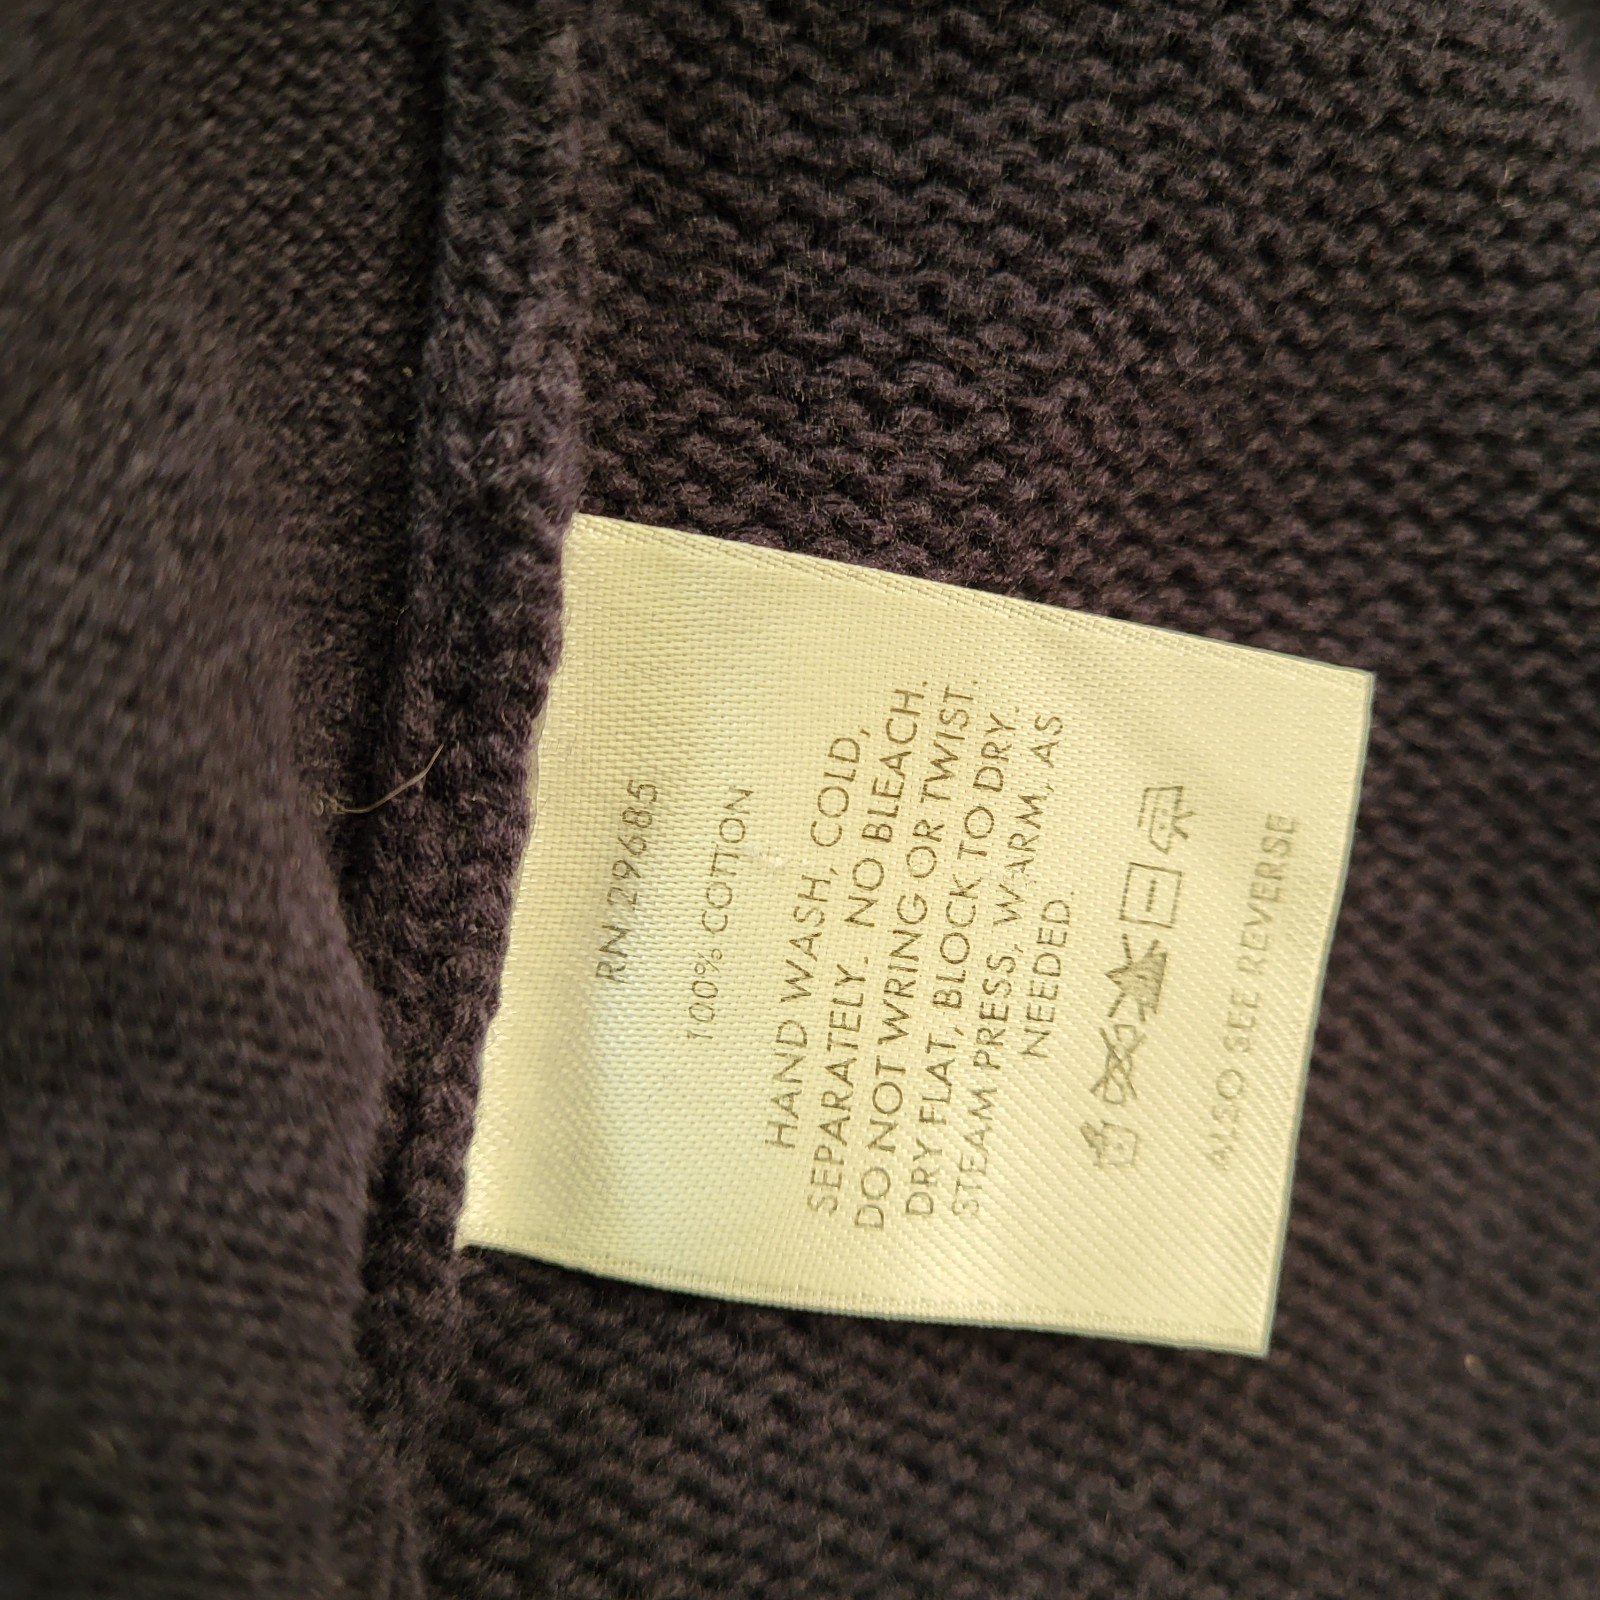 RN 29685
100% COTTON
HAND WASH, COLD,
SEPARATELY. NO BLEACH.
DO NOT WRING OR TWIST.
DRY FLAT, BLOCK TO DRY.
STEAM PRESS, WARM, AS
NEEDED.
ALSO SEE REVERSE